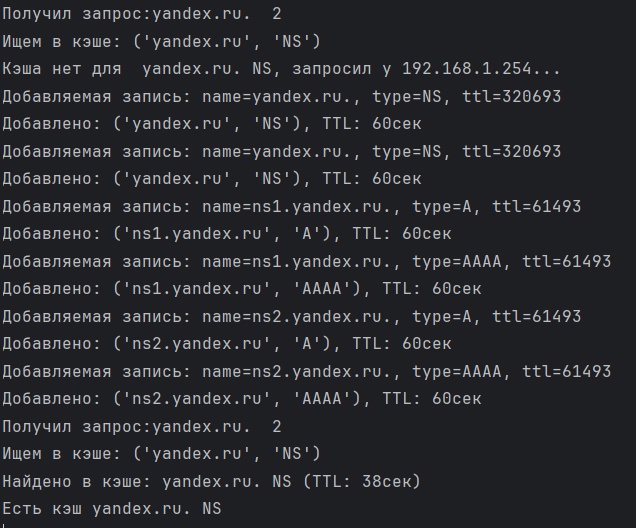 Получил запрос:yandex.ru.  2
Ищем в кэше: ('yandex.ru', 'NS')
Кэша нет для  yandex.ru. NS, запросил у 192.168.1.254...
Добавляемая запись: name=yandex.ru., type=NS, ttl=320693
Добавлено: ('yandex.ru', 'NS'), TTL: 60сек
Добавляемая запись: name=yandex.ru., type=NS, ttl=320693
Добавлено: ('yandex.ru', 'NS'), TTL: 60сек
Добавляемая запись: name=ns1.yandex.ru., type=A, ttl=61493
Добавлено: ('ns1.yandex.ru', 'A'), TTL: 60сек
Добавляемая запись: name=ns1.yandex.ru., type=AAAA, ttl=61493
Добавлено: ('ns1.yandex.ru', 'AAAA'), TTL: 60сек
Добавляемая запись: name=ns2.yandex.ru., type=A, ttl=61493
Добавлено: ('ns2.yandex.ru', 'A'), TTL: 60сек
Добавляемая запись: name=ns2.yandex.ru., type=AAAA, ttl=61493
Добавлено: ('ns2.yandex.ru', 'AAAA'), TTL: 60сек
Получил запрос:yandex.ru.  2
Ищем в кэше: ('yandex.ru', 'NS')
Найдено в кэше: yandex.ru. NS (TTL: 38сек)
Есть кэш yandex.ru. NS